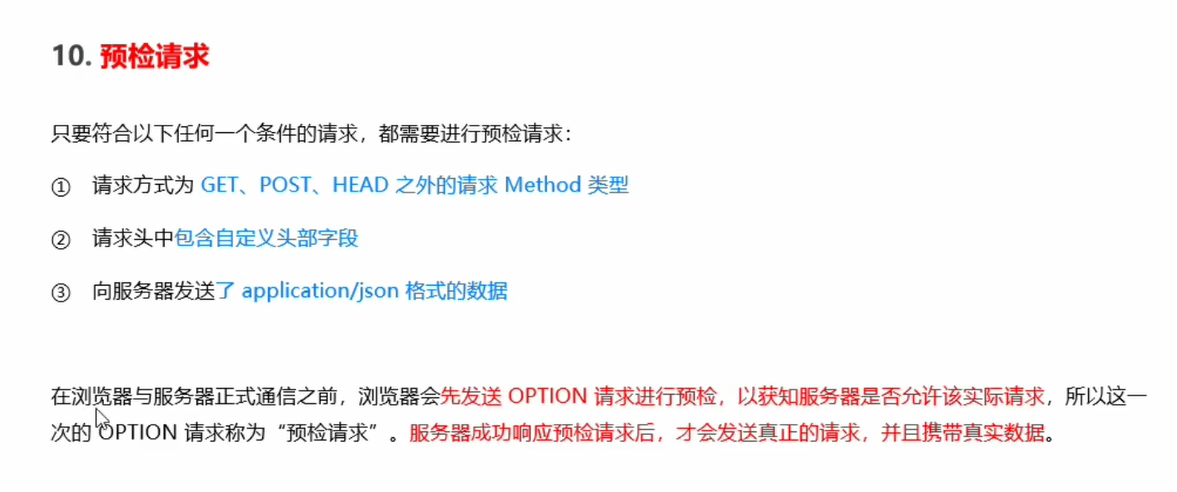 10. 预检请求
只要符合以下任何一个条件的请求，都需要进行预检请求：
① 请求方式为 GET、POST、HEAD 之外的请求 Method 类型
② 请求头中包含自定义头部字段
③ 向服务器发送了 application/json 格式的数据
在浏览器与服务器正式通信之前，浏览器会先发送 OPTION 请求进行预检，以获知服务器是否允许该实际请求，所以这一
次的 OPTION 请求称为“预检请求”。服务器成功响应预检请求后，才会发送真正的请求，并且携带真实数据。